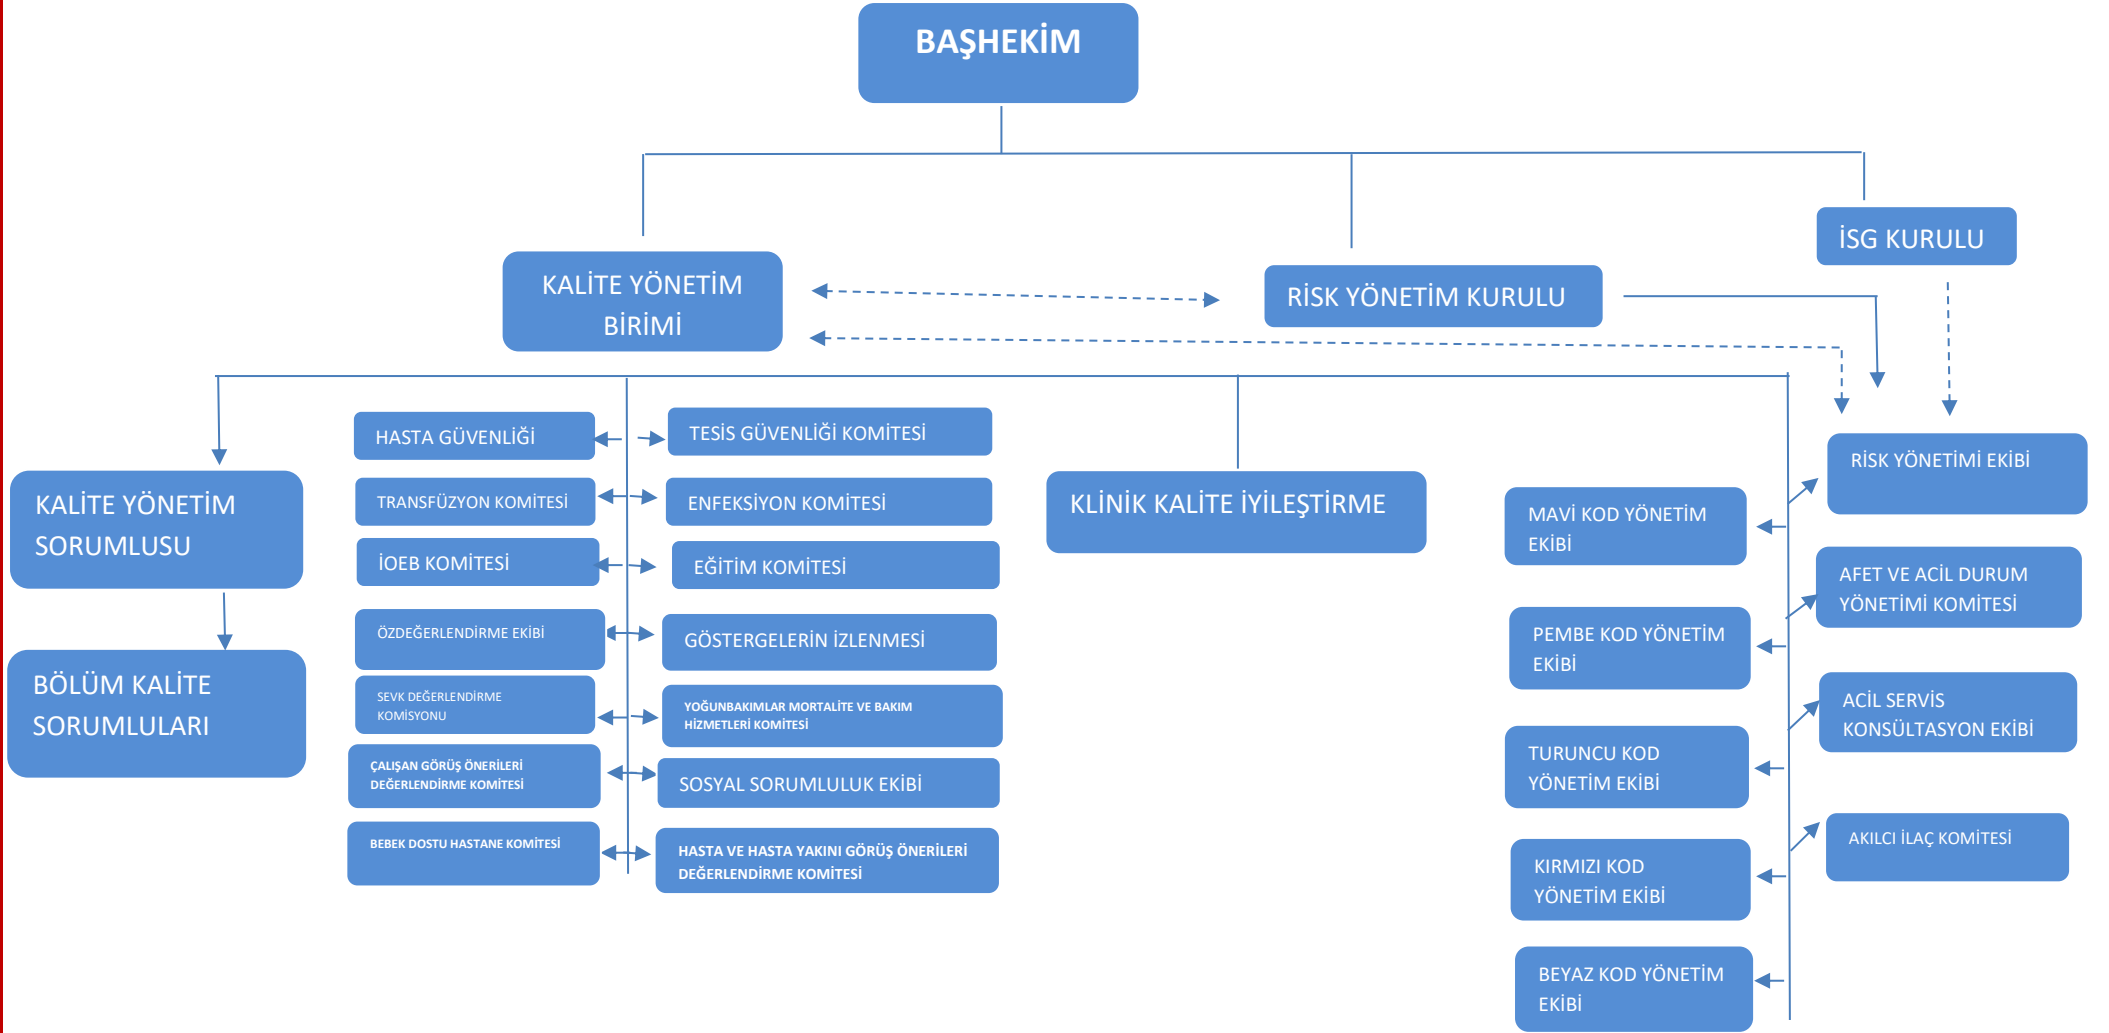 BAŞHEKİM
İSG KURULU
KALİTE YÖNETİM
BİRİMİ
RİSK YÖNETİM KURULU
KALİTE YÖNETİM
SORUMLUSU
BÖLÜM KALİTE
SORUMLULARI
HASTA GÜVENLİĞİ
TRANSFÜZYON KOMİTESİ
İOEB KOMİTESİ
ÖZDEĞERLENDİRME EKİBİ
SEVK DEĞERLENDİRME
KOMİSYONU
ÇALIŞAN GÖRÜŞ ÖNERİLERİ
DEĞERLENDİRME KOMİTESİ
BEBEK DOSTU HASTANE KOMİTESİ
TESİS GÜVENLİĞİ KOMİTESİ
ENFEKSİYON KOMİTESİ
EĞİTİM KOMİTESİ
GÖSTERGELERİN İZLENMESİ
YOĞUNBAKIMLAR MORTALİTE VE BAKIM
HİZMETLERİ KOMİTESİ
SOSYAL SORUMLULUK EKİBİ
HASTA VE HASTA YAKINI GÖRÜŞ ÖNERİLERİ
DEĞERLENDİRME KOMİTESİ
KLİNİK KALİTE İYİLEŞTİRME
MAVİ KOD YÖNETİM
EKİBİ
PEMBE KOD YÖNETİM
EKİBİ
TURUNCU KOD
YÖNETİM EKİBİ
KIRMIZI KOD
YÖNETİM EKİBİ
BEYAZ KOD YÖNETİM
EKİBİ
RİSK YÖNETİMİ EKİBİ
AFET VE ACİL DURUM
YÖNETİMİ KOMİTESİ
ACİL SERVİS
KONSÜLTASYON EKİBİ
AKILCI İLAÇ KOMİTESİ